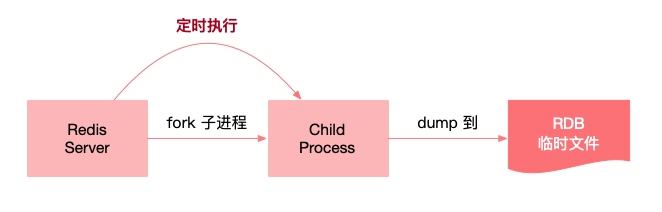 定时执行
Redis
Server
fork 子进程
Child
Process
dump 到
RDB
临时文件